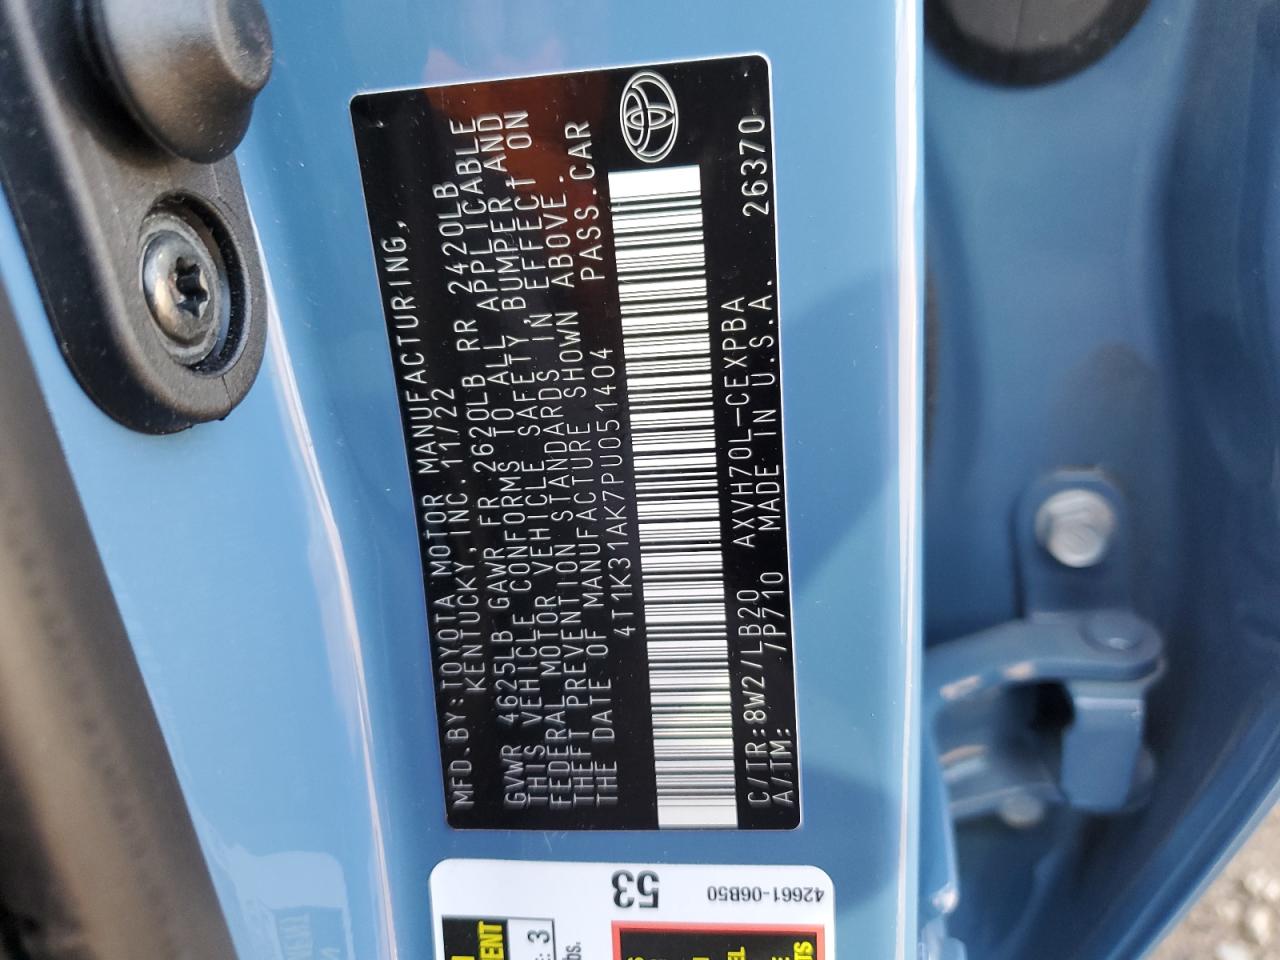 MFD.BY:TOYOTA MOTOR MANUFACTURING,
KENTUCKY, INC. 11/22
GVWR 4625LB GAWR FR 2620LB RR 2420LB
THIS VEHICLE CONFORMS TO ALL APPLICABLE
FEDERAL MOTOR VEHICLE SAFETY, BUMPER, AND
THEFT PREVENTION STANDARDS IN EFFECT ON
THE DATE OF MANUFACTURE SHOWN ABOVE.
4T1K31AK7PU051404 PASS.CAR
C/TR:8W2/LB20 AXVH70L-CEXPBA 26370
A/TM: 7P710 MADE IN U.S.A.
53
42661-06B50